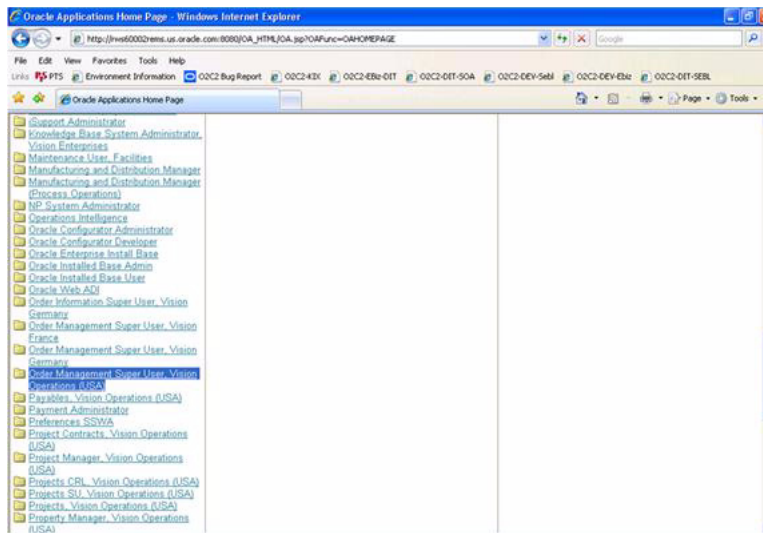 Oracle Applications Home Page - Windows Internet Explorer
http://rws60002rems.us.oracle.com:8080/OA_HTML/OA.jsp?OAFunc=OAHOMEPAGE
Google
File Edit View Favorites Tools Help
Links PTS Environment Information O2C2 Bug Report O2C2-KIX O2C2-EBiz-DIT O2C2-DIT-SOA O2C2-DEV-Sebl O2C2-DEV-Ebiz O2C2-DIT-SEBL
Oracle Applications Home Page
Page Tools
iSupport Administrator
Knowledge Base System Administrator,
Vision Enterprises
Maintenance User, Facilities
Manufacturing and Distribution Manager
Manufacturing and Distribution Manager
(Process Operations)
NP System Administrator
Operations Intelligence
Oracle Configurator Administrator
Oracle Configurator Developer
Oracle Enterprise Install Base
Oracle Installed Base Admin
Oracle Installed Base User
Oracle Web ADI
Order Information Super User, Vision
Germany
Order Management Super User, Vision
France
Order Management Super User, Vision
Germany
Order Management Super User, Vision
Operations (USA)
Payables, Vision Operations (USA)
Payment Administrator
Preferences SSWA
Project Contracts, Vision Operations
(USA)
Project Manager, Vision Operations
(USA)
Projects CRL, Vision Operations (USA)
Projects SU, Vision Operations (USA)
Projects, Vision Operations (USA)
Property Manager, Vision Operations
(USA)